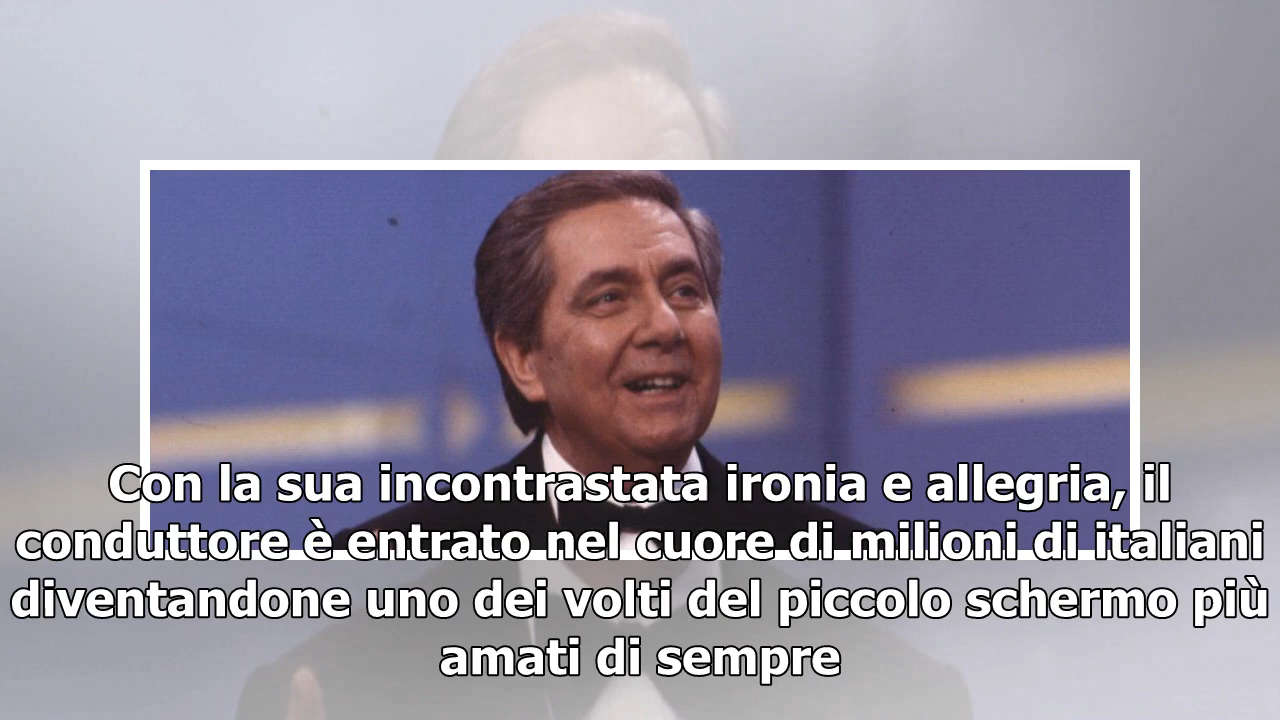 Con la sua incontrastata ironia e allegria, il
conduttore è entrato nel cuore di milioni di italiani
diventandone uno dei volti del piccolo schermo più
amati di sempre